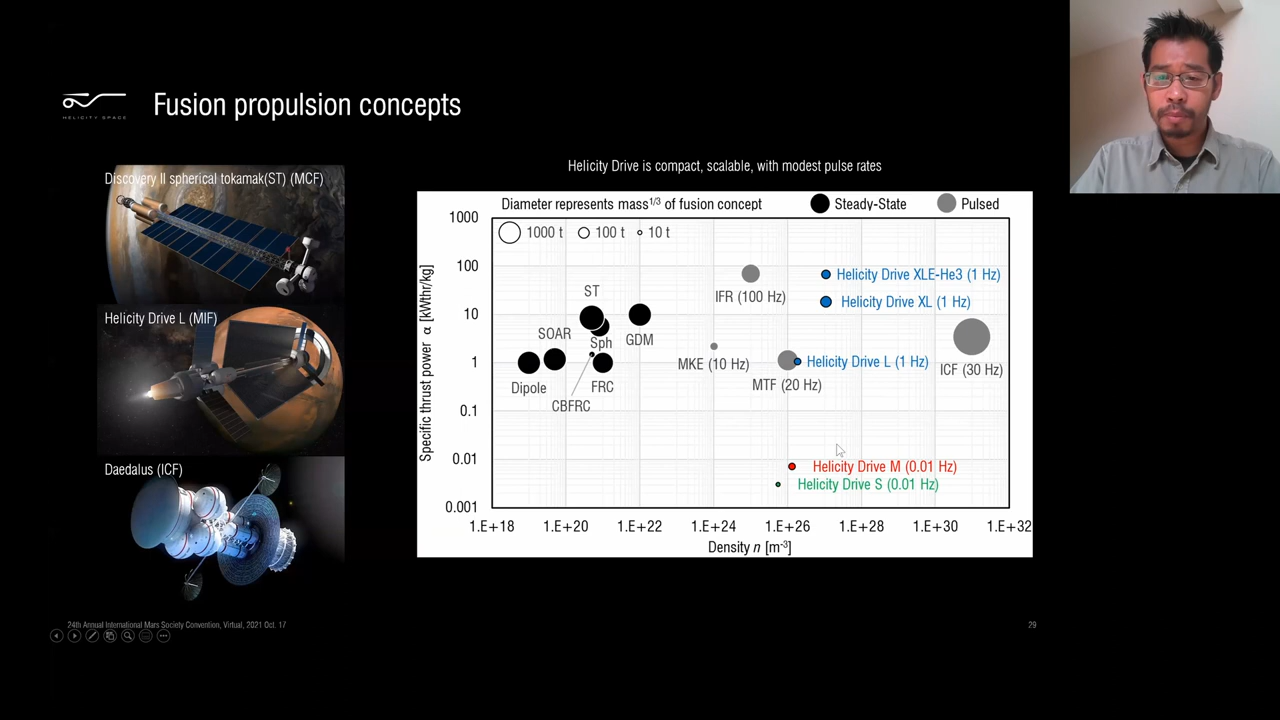 HELICITY SPACE
Fusion propulsion concepts
Discovery II spherical tokamak(ST) (MCF)
Helicity Drive L (MIF)
Daedalus (ICF)
Helicity Drive is compact, scalable, with modest pulse rates
Diameter represents mass1/3 of fusion concept
Steady-State
Pulsed
1000 t
100 t
10 t
Specific thrust power α [kWthr/kg]
1000
100
10
1
0.1
0.01
0.001
Helicity Drive XLE-He3 (1 Hz)
IFR (100 Hz)
Helicity Drive XL (1 Hz)
ST
SOAR
Sph
GDM
MKE (10 Hz)
Helicity Drive L (1 Hz)
ICF (30 Hz)
Dipole
FRC
MTF (20 Hz)
CBFRC
Helicity Drive M (0.01 Hz)
Helicity Drive S (0.01 Hz)
1.E+18
1.E+20
1.E+22
1.E+24
1.E+26
1.E+28
1.E+30
1.E+32
Density n [m-3]
24th Annual International Mars Society Convention, Virtual, 2021 Oct. 17
29